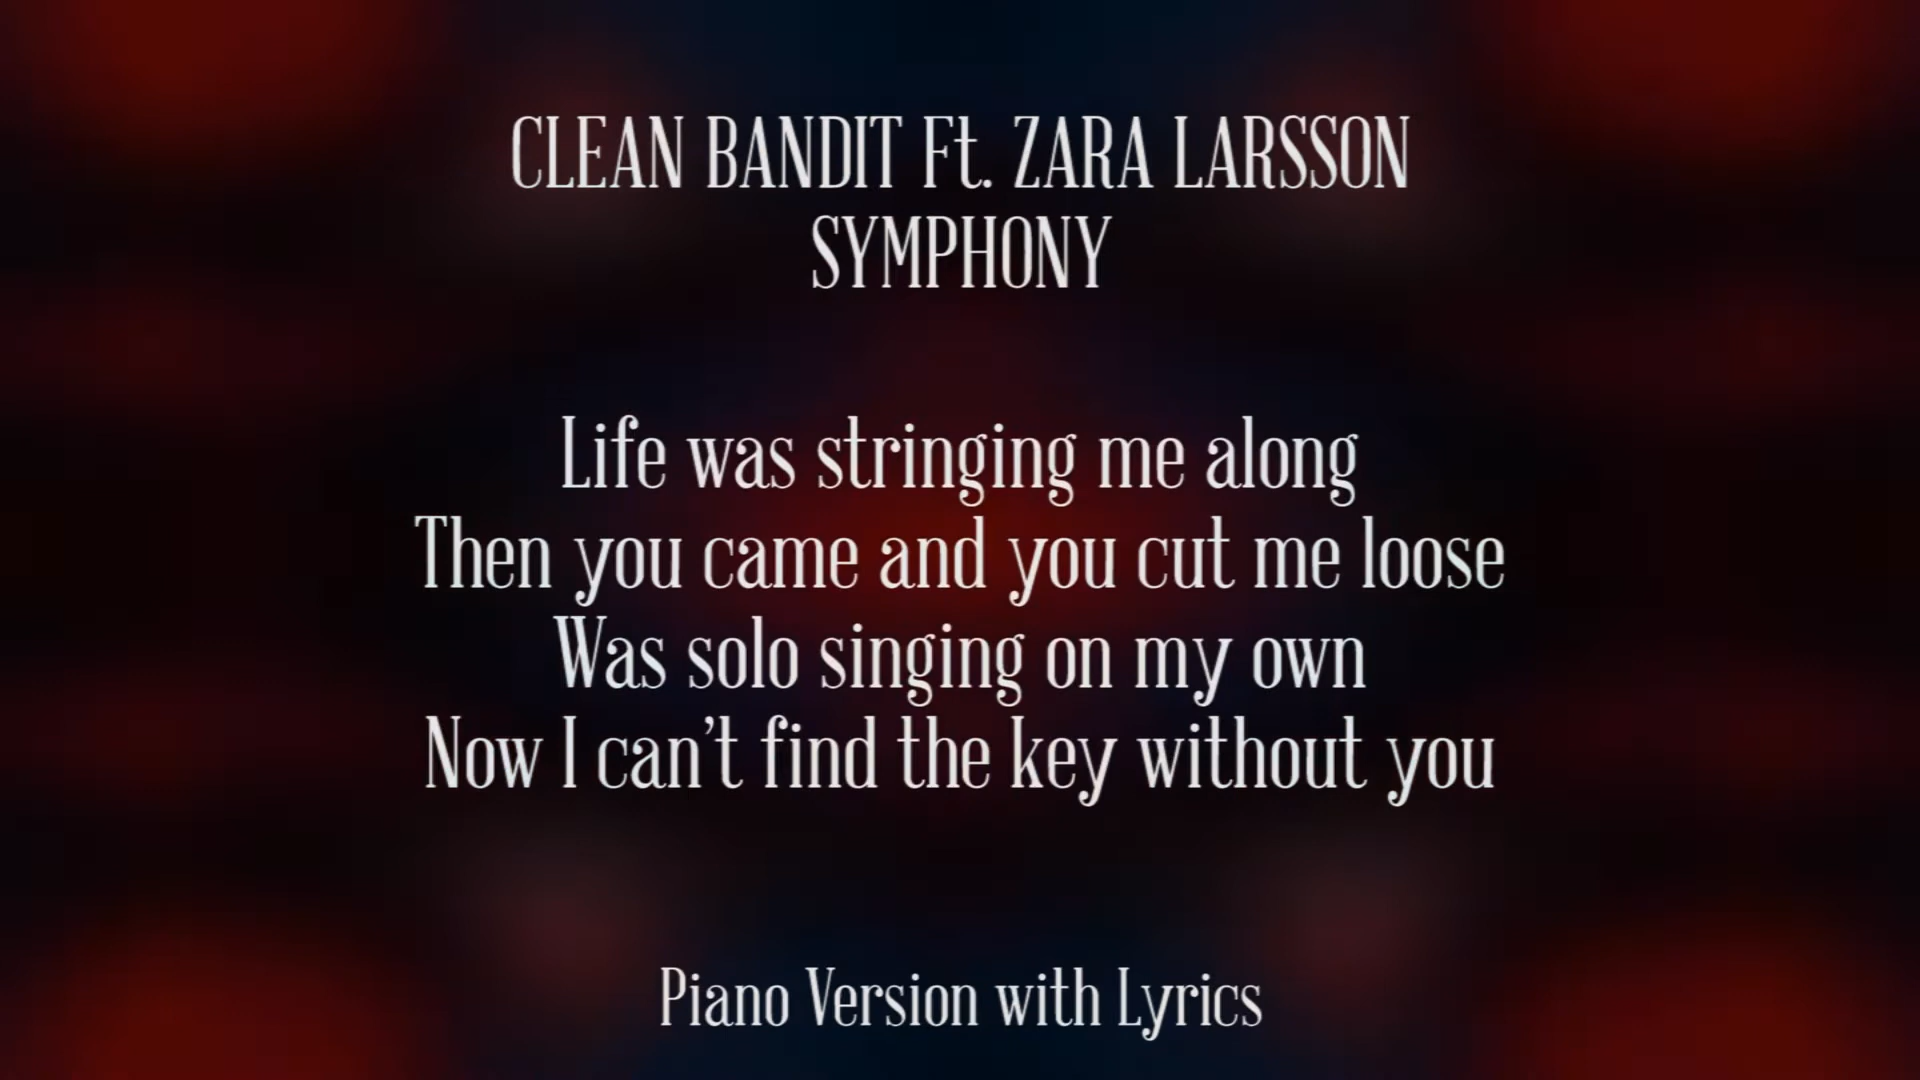 CLEAN BANDIT Ft. ZARA LARSSON
SYMPHONY
Life was stringing me along
Then you came and you cut me loose
Was solo singing on my own
Now I can't find the key without you
Piano Version with Lyrics